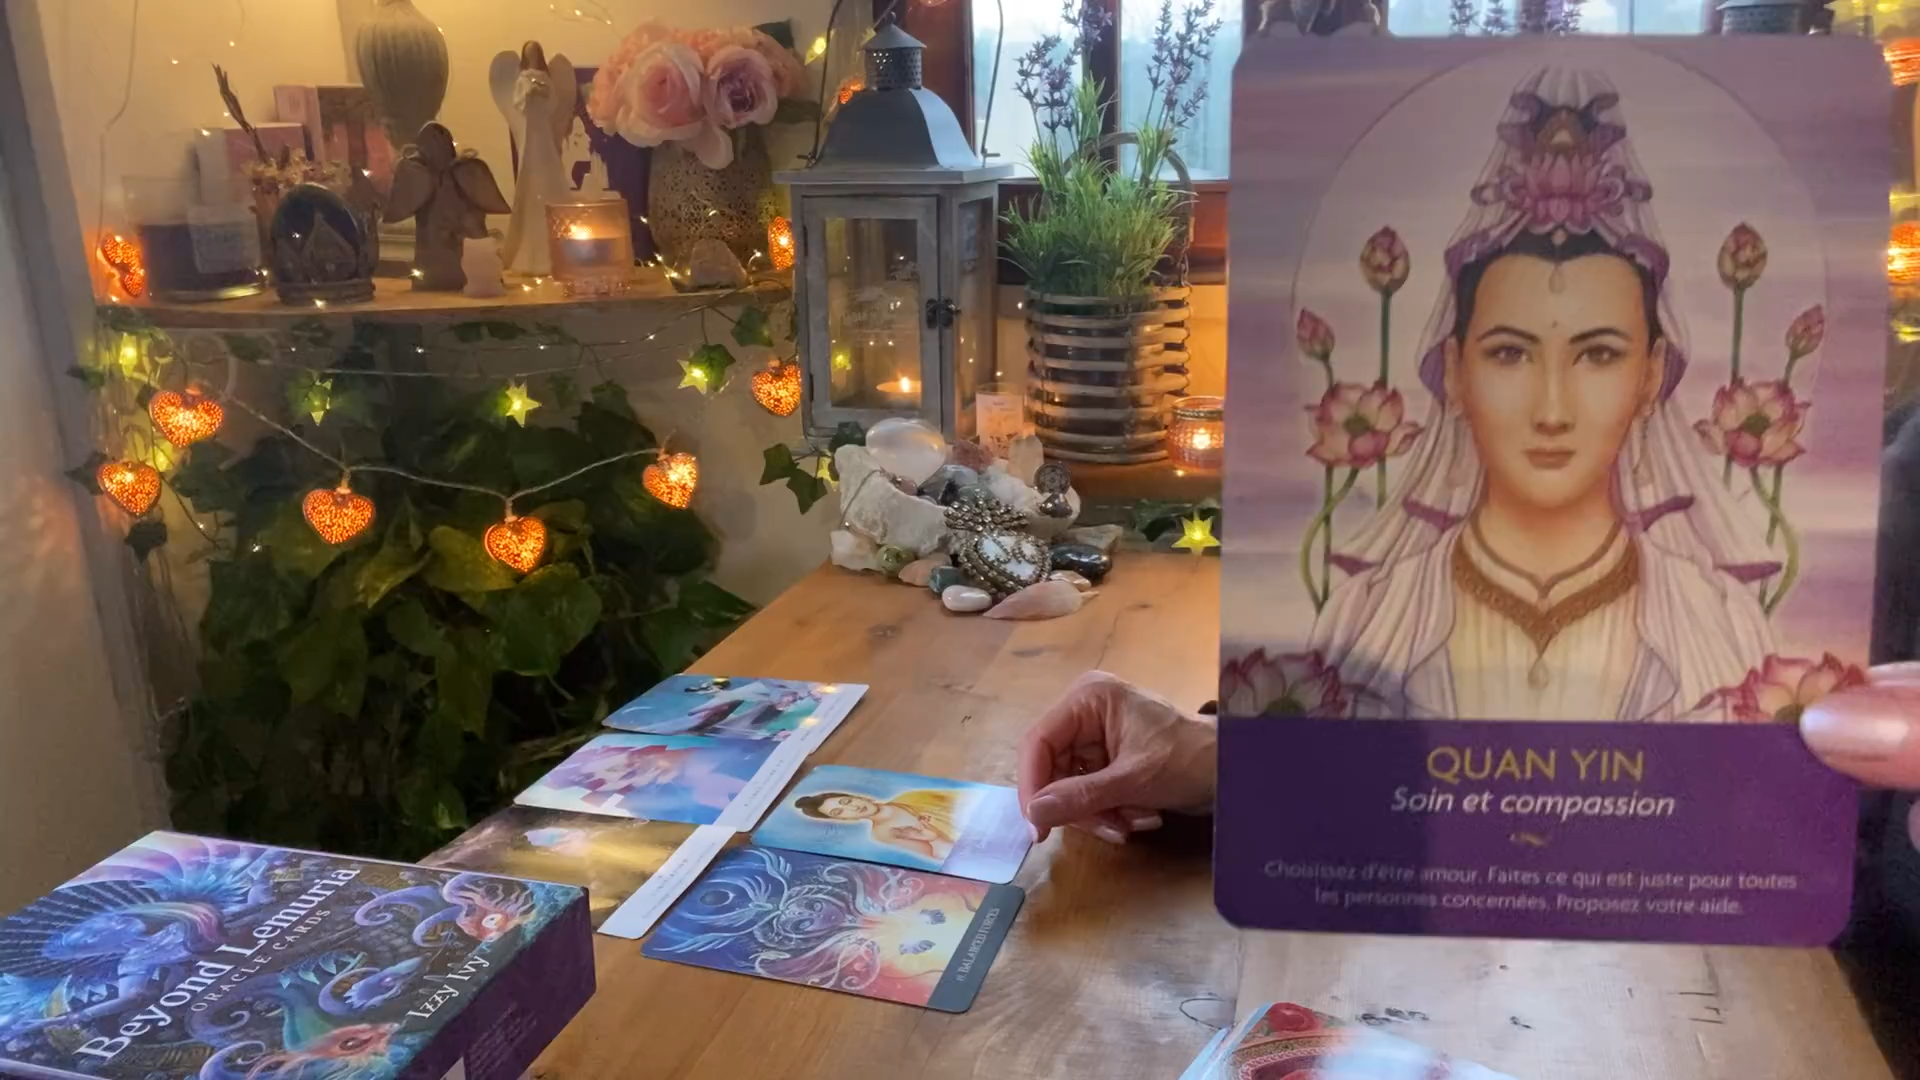 QUAN YIN
Soin et compassion
Choisissez d'être amour. Faites ce qui est juste pour toutes
les personnes concernées. Proposez votre aide.
Beyond Lemuria
ORACLE CARDS
Izzy Ivy
BALANCED FORCES